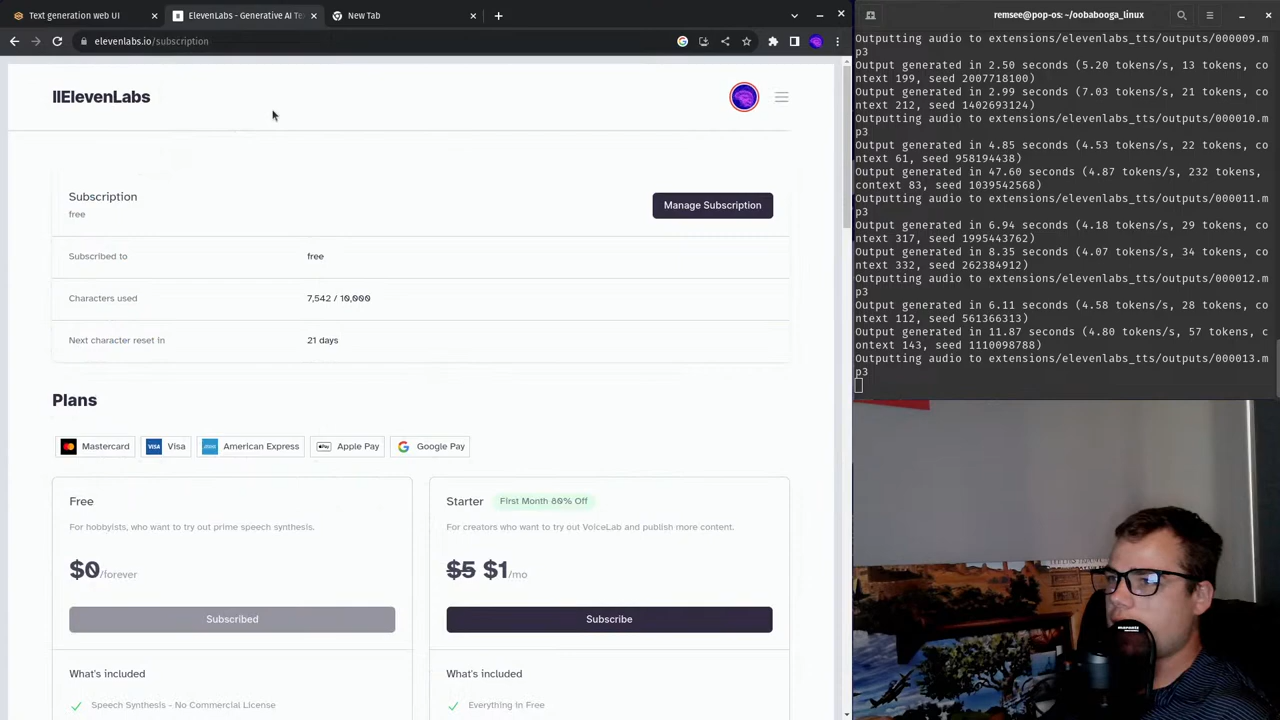 Text generation web UI
ElevenLabs - Generative AI Te
New Tab
remsee@pop-os: ~/oobabooga_linux
elevenlabs.io/subscription
IIElevenLabs
Subscription
free
Manage Subscription
Subscribed to
free
Characters used
7,542 / 10,000
Next character reset in
21 days
Plans
Mastercard
VISA
Visa
American Express
Apple Pay
Google Pay
Free
For hobbyists, who want to try out prime speech synthesis.
$0/forever
Subscribed
What's included
Speech Synthesis - No Commercial License
Starter
First Month 80% Off
For creators who want to try out VoiceLab and publish more content.
$5 $1/mo
Subscribe
What's included
Everything in Free
Outputting audio to extensions/elevenlabs_tts/outputs/000009.m
p3
Output generated in 2.50 seconds (5.20 tokens/s, 13 tokens, co
ntext 199, seed 2007718100)
Output generated in 2.99 seconds (7.03 tokens/s, 21 tokens, co
ntext 212, seed 1402693124)
Outputting audio to extensions/elevenlabs_tts/outputs/000010.m
p3
Output generated in 4.85 seconds (4.53 tokens/s, 22 tokens, co
ntext 61, seed 958194438)
Output generated in 47.60 seconds (4.87 tokens/s, 232 tokens,
context 83, seed 1039542568)
Outputting audio to extensions/elevenlabs_tts/outputs/000011.m
p3
Output generated in 6.94 seconds (4.18 tokens/s, 29 tokens, co
ntext 317, seed 1995443762)
Output generated in 8.35 seconds (4.07 tokens/s, 34 tokens, co
ntext 332, seed 262384912)
Outputting audio to extensions/elevenlabs_tts/outputs/000012.m
p3
Output generated in 6.11 seconds (4.58 tokens/s, 28 tokens, co
ntext 112, seed 561366313)
Output generated in 11.87 seconds (4.80 tokens/s, 57 tokens, c
ontext 143, seed 1110098788)
Outputting audio to extensions/elevenlabs_tts/outputs/000013.m
p3
marantz